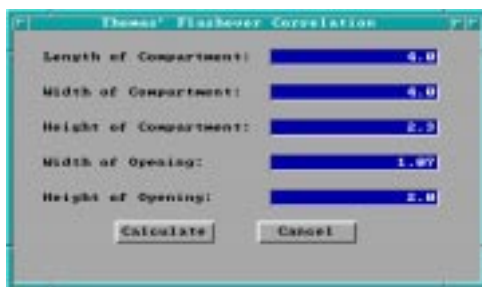 Thomas' Flashover Correlation
Length of Compartment: 4.0
Width of Compartment: 4.0
Height of Compartment: 2.3
Width of Opening: 1.07
Height of Opening: 2.0
Calculate Cancel